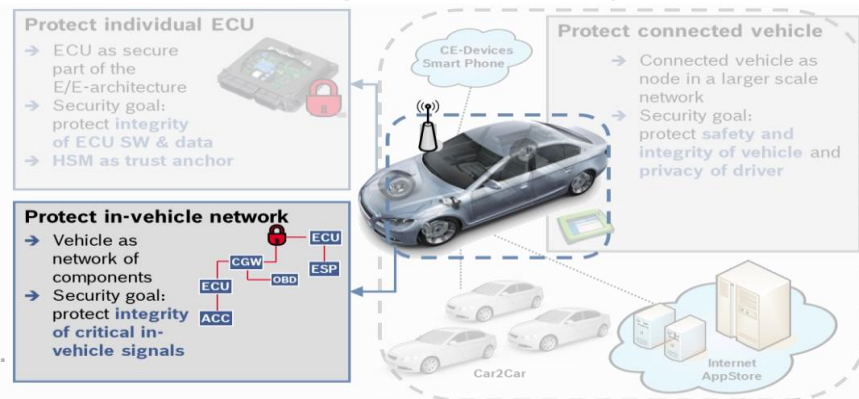 Protect individual ECU
→ ECU as secure
part of the
E/E-architecture
→ Security goal:
protect integrity
of ECU SW & data
→ HSM as trust anchor
CE-Devices
Smart Phone
Protect connected vehicle
→ Connected vehicle as
node in a larger scale
network
→ Security goal:
protect safety and
integrity of vehicle and
privacy of driver
Protect in-vehicle network
→ Vehicle as
network of
components
→ Security goal:
protect integrity
of critical in-
vehicle signals
ECU
CGW
ESP
OBD
ECU
ACC
Car2Car
Internet
AppStore